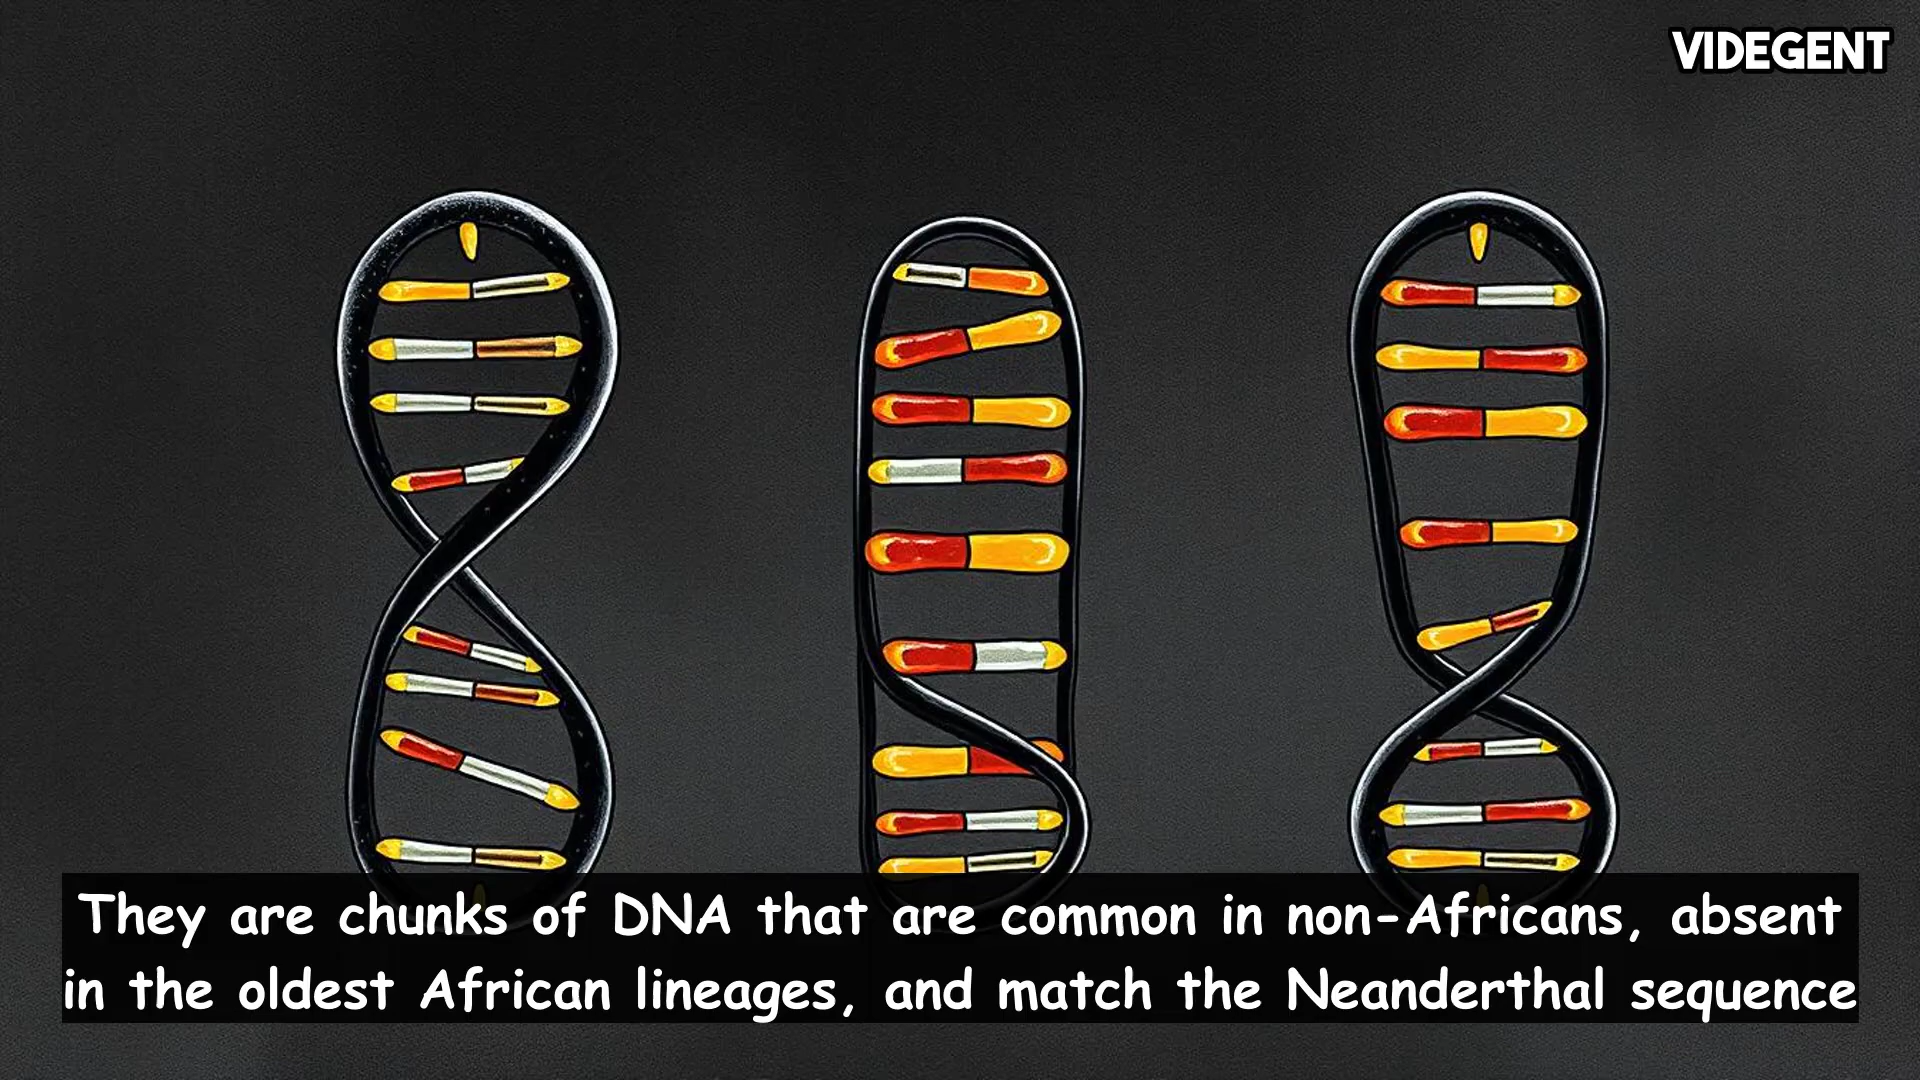 VIDEGENT
They are chunks of DNA that are common in non-Africans, absent
in the oldest African lineages, and match the Neanderthal sequence